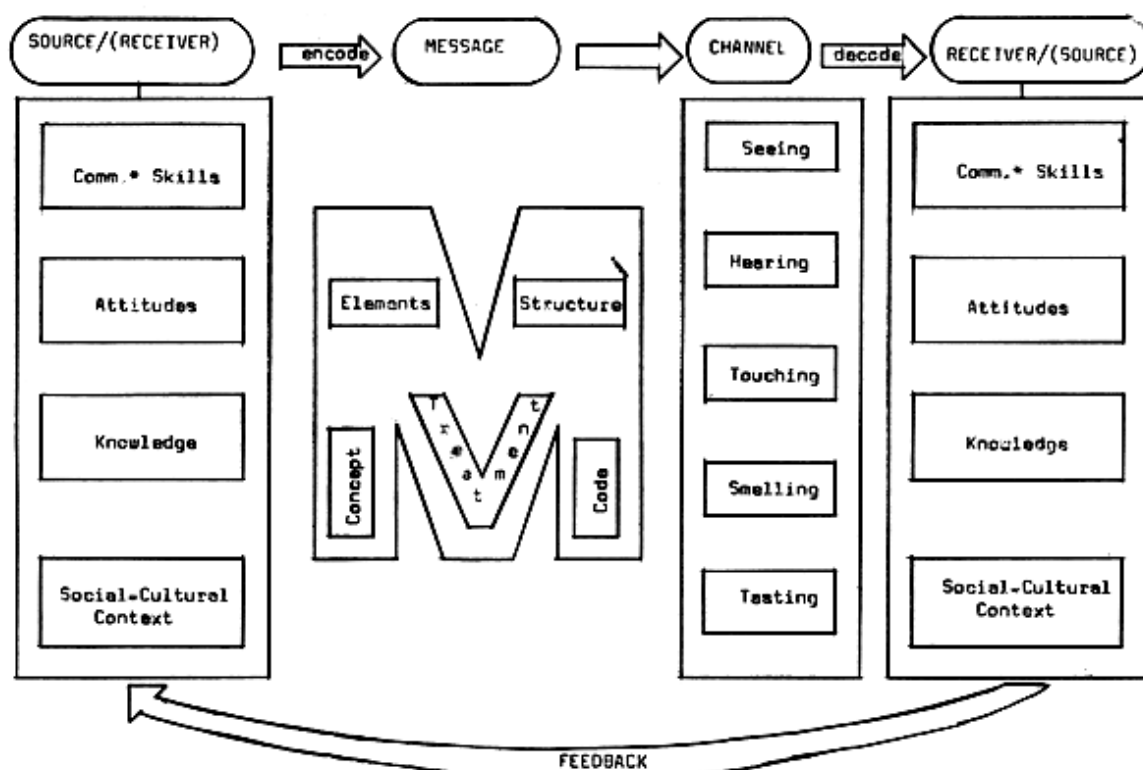 SOURCE/(RECEIVER)
encode
MESSAGE
CHANNEL
decode
RECEIVER/(SOURCE)
Comm.* Skills
Attitudes
Knowledge
Social-Cultural
Context
Elements
Structure
Concept
Treatment
Code
Seeing
Hearing
Touching
Smelling
Tasting
Comm.* Skills
Attitudes
Knowledge
Social-Cultural
Context
FEEDBACK